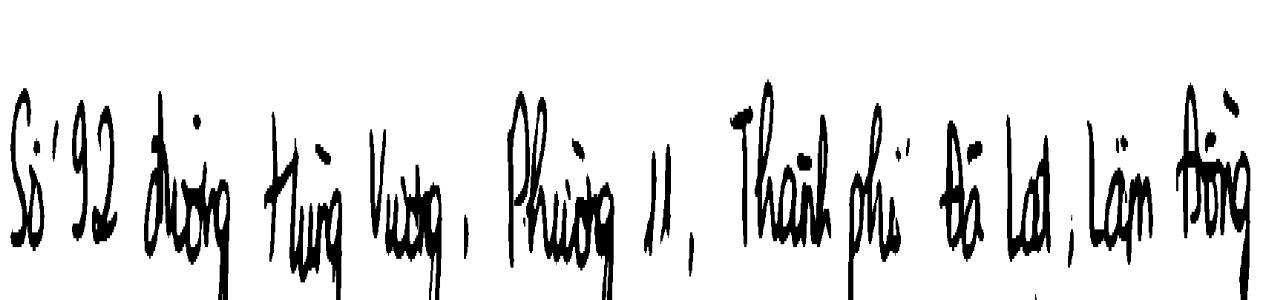 Số 92 đường Hùng Vương, Phường 11, Thành phố Đà Lạt, Lâm Đồng